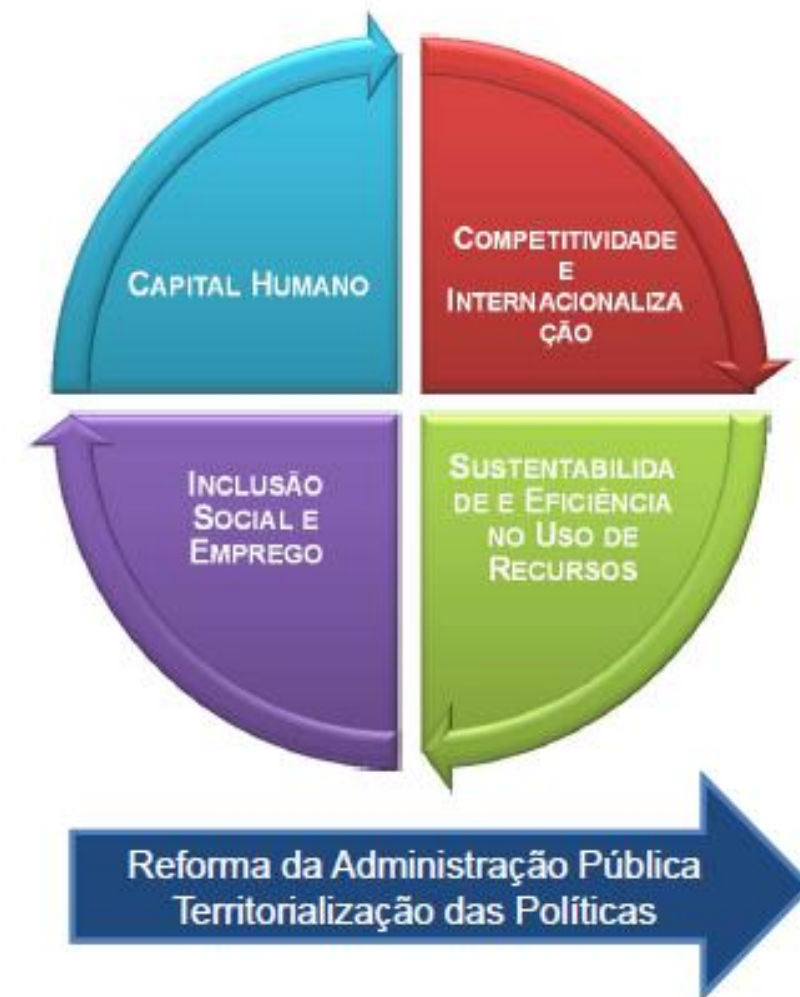 CAPITAL HUMANO
COMPETITIVIDADE
E
INTERNACIONALIZA
ÇÃO
INCLUSÃO
SOCIAL E
EMPREGO
SUSTENTABILIDA
DE E EFICIÊNCIA
NO USO DE
RECURSOS
Reforma da Administração Pública
Territorialização das Políticas